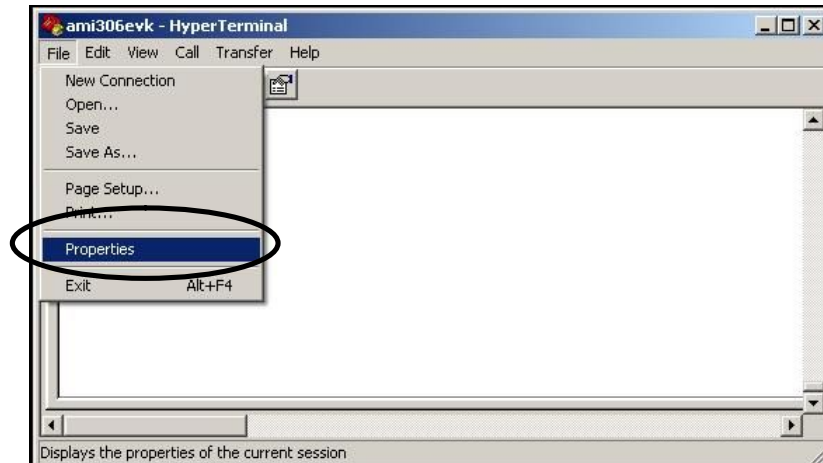 ami306evk - HyperTerminal
File Edit View Call Transfer Help
New Connection
Open...
Save
Save As...
Page Setup...
Print...
Properties
Exit Alt+F4
Displays the properties of the current session